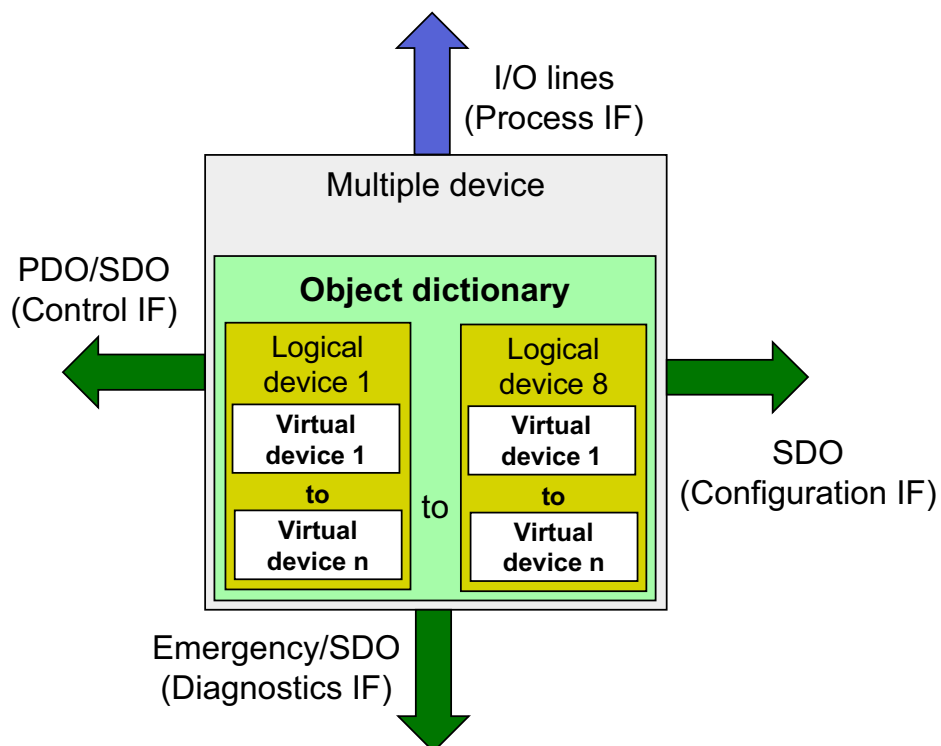 I/O lines
(Process IF)
Multiple device
PDO/SDO
(Control IF)
Object dictionary
Logical
device 1
Virtual
device 1
to
Virtual
device n
to
Logical
device 8
Virtual
device 1
to
Virtual
device n
SDO
(Configuration IF)
Emergency/SDO
(Diagnostics IF)